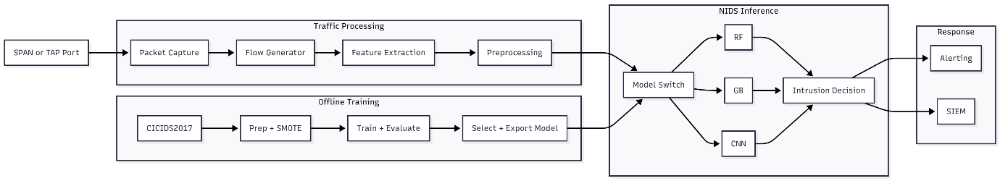 NIDS Inference
Traffic Processing
Response
SPAN or TAP Port
Packet Capture
Flow Generator
Feature Extraction
Preprocessing
RF
Alerting
Model Switch
GB
Intrusion Decision
Offline Training
SIEM
CICIDS2017
Prep + SMOTE
Train + Evaluate
Select + Export Model
CNN